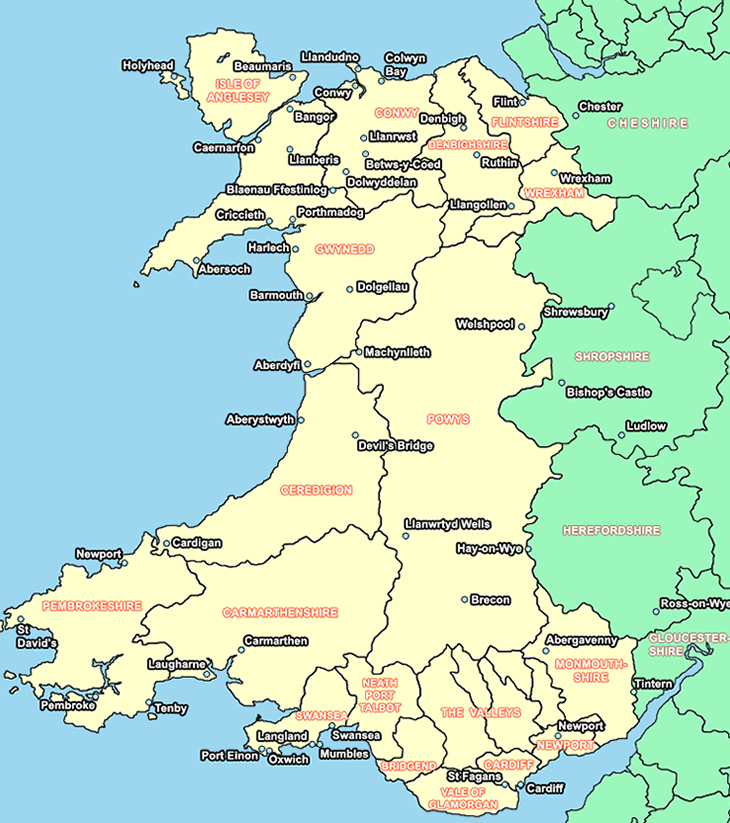 Holyhead
Beaumaris
Llandudno
Colwyn
Bay
ISLE OF
ANGLESEY
Conwy
Bangor
CONWY
Flint
Chester
CHESHIRE
Denbigh
FLINTSHIRE
Caernarfon
Llanrwst
DENBIGHSHIRE
Llanberis
Betws-y-Coed
Ruthin
Blaenau Ffestiniog
Dolwyddelan
Wrexham
WREXHAM
Criccieth
Porthmadog
Llangollen
Harlech
GWYNEDD
Abersoch
Barmouth
Dolgellau
Welshpool
Shrewsbury
Aberdyfi
Machynlleth
SHROPSHIRE
Bishop's Castle
Aberystwyth
POWYS
Ludlow
Devil's Bridge
CEREDIGION
Llanwrtyd Wells
HEREFORDSHIRE
Newport
Cardigan
Hay-on-Wye
PEMBROKESHIRE
CARMARTHENSHIRE
Brecon
Ross-on-Wye
St
David's
Carmarthen
Abergavenny
GLOUCESTER-
SHIRE
Laugharne
MONMOUTH-
SHIRE
Pembroke
Tenby
NEATH
PORT
TALBOT
Tintern
SWANSEA
THE VALLEYS
Langland
Swansea
Newport
NEWPORT
Port Einon
Oxwich
Mumbles
BRIDGEND
CARDIFF
St Fagans
Cardiff
VALE OF
GLAMORGAN